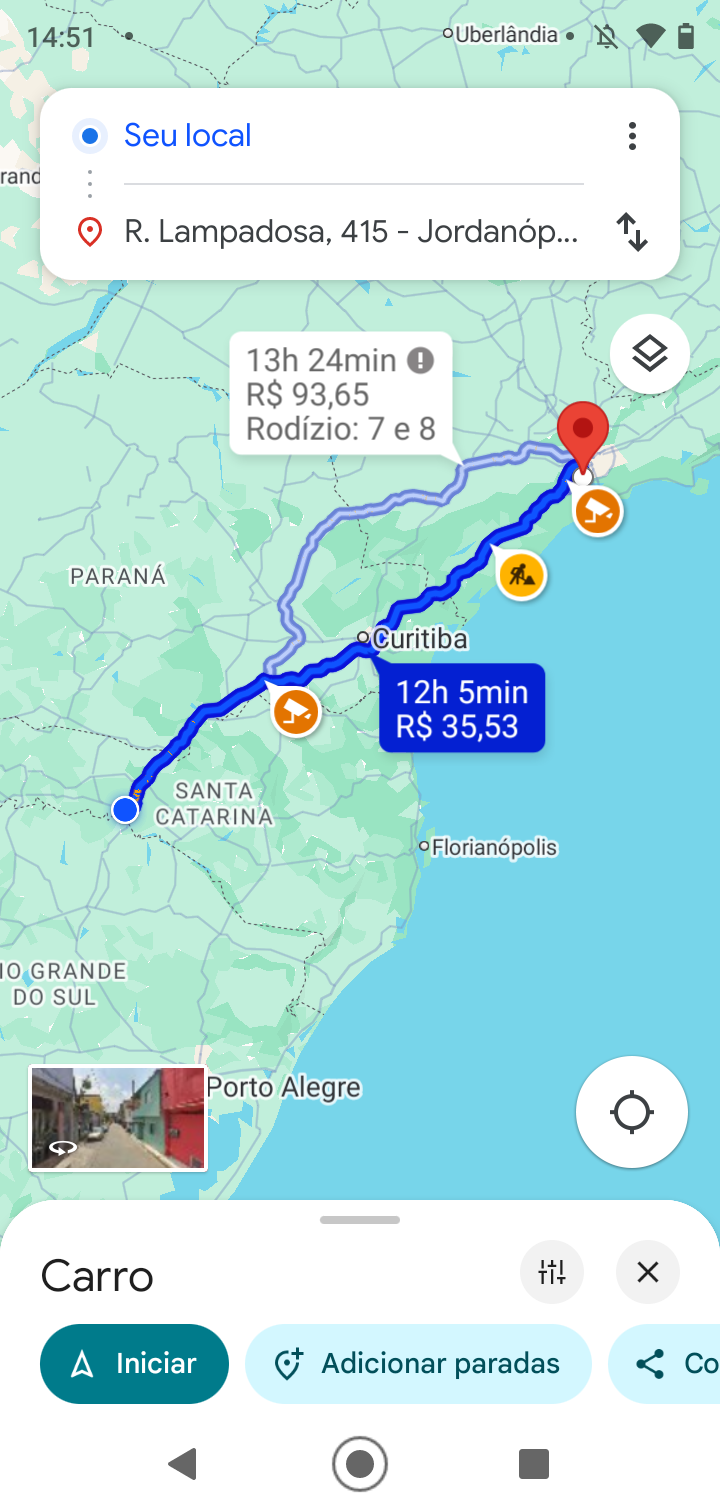 14:51
Uberlândia
Seu local
rand
R. Lampadosa, 415 - Jordanóp...
13h 24min
R$ 93,65
Rodízio: 7 e 8
PARANÁ
Curitiba
12h 5min
R$ 35,53
SANTA
CATARINA
Florianópolis
IO GRANDE
DO SUL
Porto Alegre
Carro
Iniciar
Adicionar paradas
Co